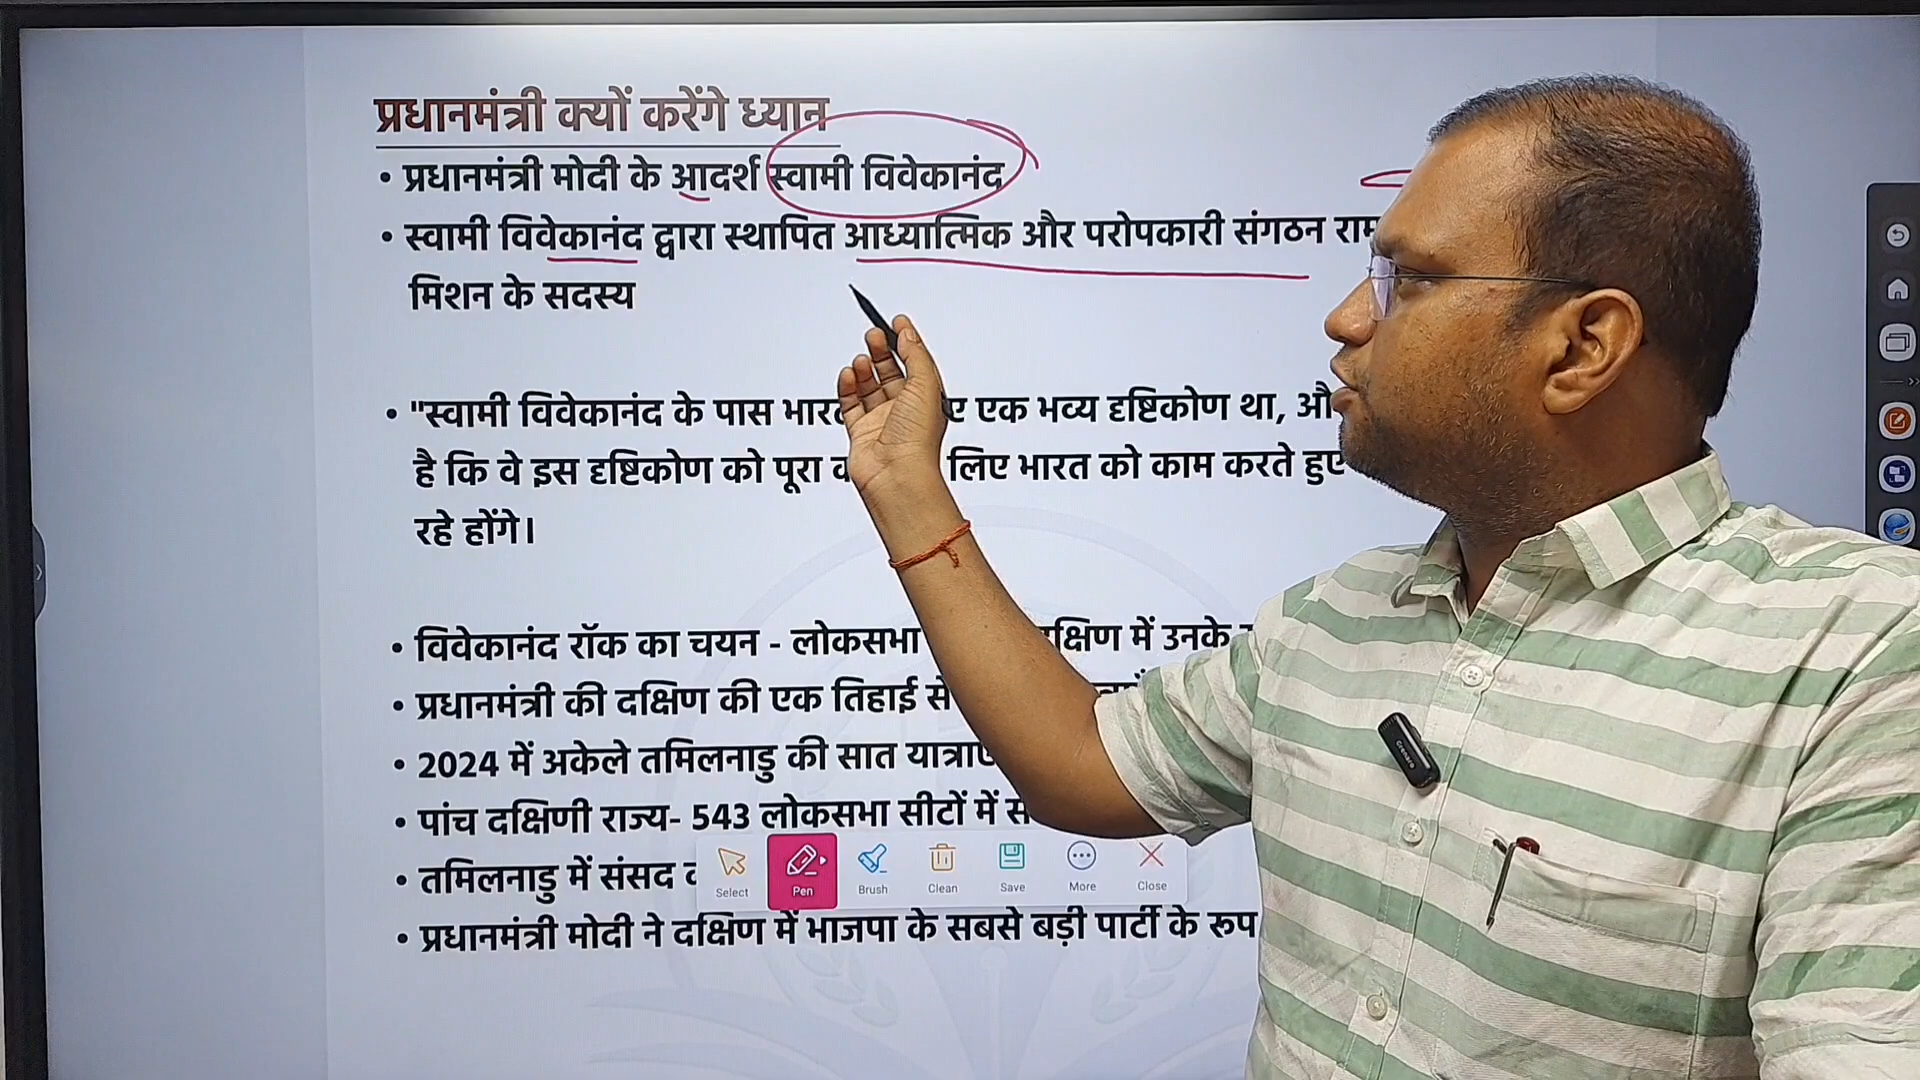 प्रधानमंत्री क्यों करेंगे ध्यान
• प्रधानमंत्री मोदी के आदर्श स्वामी विवेकानंद
• स्वामी विवेकानंद द्वारा स्थापित आध्यात्मिक और परोपकारी संगठन
मिशन के सदस्य
• "स्वामी विवेकानंद के पास एक भव्य दृष्टिकोण था,
है कि वे इस दृष्टिकोण को पूरा लिए भारत को काम करते हुए
रहे होंगे।
• विवेकानंद रॉक का चयन - लोकसभा में उनके
• प्रधानमंत्री की दक्षिण की एक तिहाई से
• 2024 में अकेले तमिलनाडु की सात
• पांच दक्षिणी राज्य- 543 लोकसभा सीटों में
• तमिलनाडु में संसद
• प्रधानमंत्री मोदी ने दक्षिण में भाजपा के सबसे बड़ी पार्टी के रूप
Select Pen Brush Clean Save More Close